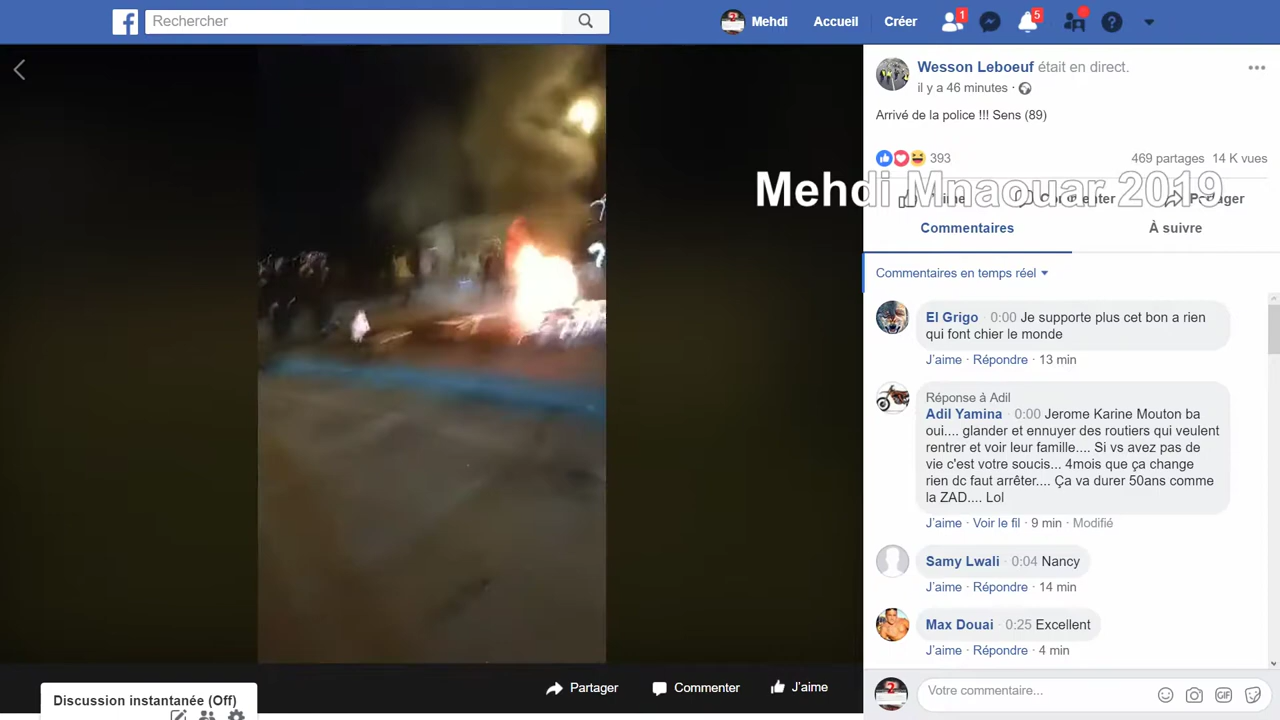 Rechercher
Mehdi
Accueil
Créer
1
5
Wesson Leboeuf était en direct.
il y a 46 minutes ·
Arrivé de la police !!! Sens (89)
393
469 partages 14 K vues
Mehdi Mnaouar 2019
J'aime
Commenter
Partager
Commentaires
À suivre
Commentaires en temps réel
El Grigo · 0:00 Je supporte plus cet bon a rien
qui font chier le monde
J'aime · Répondre · 13 min
Réponse à Adil
Adil Yamina · 0:00 Jerome Karine Mouton ba
oui.... glander et ennuyer des routiers qui veulent
rentrer et voir leur famille.... Si vs avez pas de
vie c'est votre soucis... 4mois que ça change
rien dc faut arrêter.... Ça va durer 50ans comme
la ZAD.... Lol
J'aime · Voir le fil · 9 min · Modifié
Samy Lwali · 0:04 Nancy
J'aime · Répondre · 14 min
Max Douai · 0:25 Excellent
J'aime · Répondre · 4 min
Partager
Commenter
J'aime
Votre commentaire...
GIF
Discussion instantanée (Off)